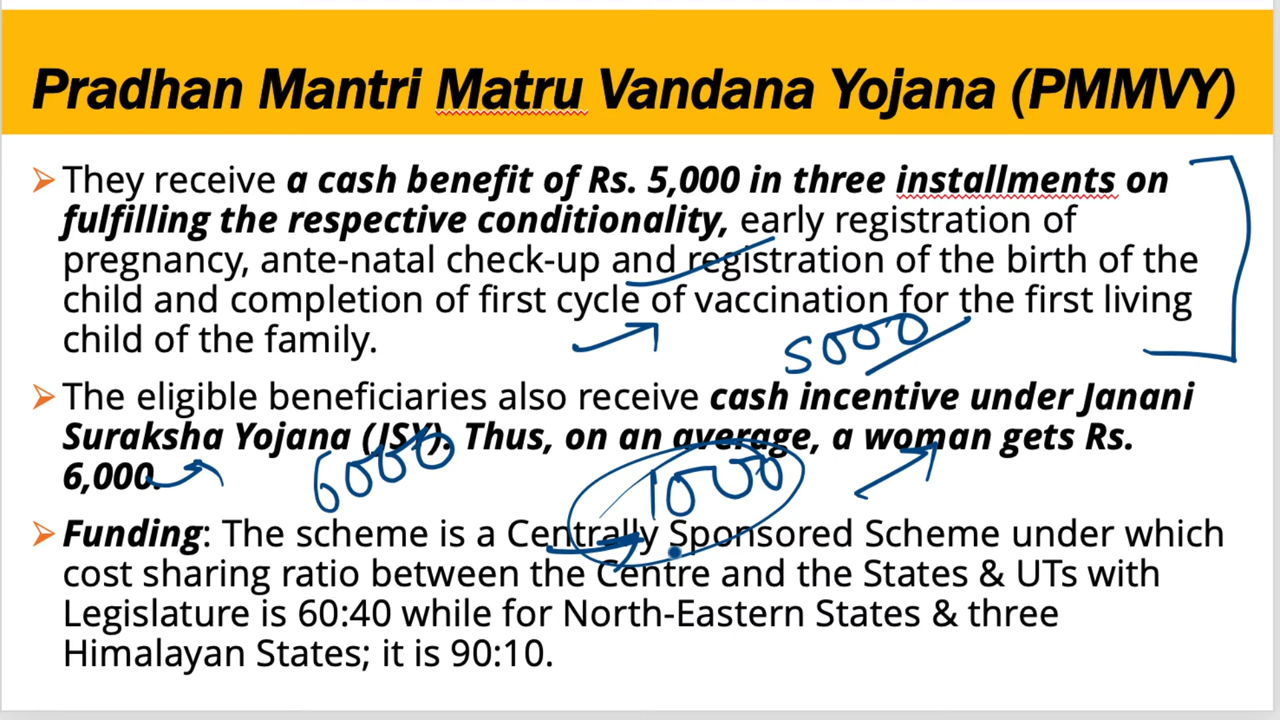 Pradhan Mantri Matru Vandana Yojana (PMMVY)
➢ They receive a cash benefit of Rs. 5,000 in three installments on
fulfilling the respective conditionality, early registration of
pregnancy, ante-natal check-up and registration of the birth of the
child and completion of first cycle of vaccination for the first living
child of the family.
5000
➢ The eligible beneficiaries also receive cash incentive under Janani
Suraksha Yojana (JSY). Thus, on an average, a woman gets Rs.
6,000.
6000
1000
➢ Funding: The scheme is a Centrally Sponsored Scheme under which
cost sharing ratio between the Centre and the States & UTs with
Legislature is 60:40 while for North-Eastern States & three
Himalayan States; it is 90:10.